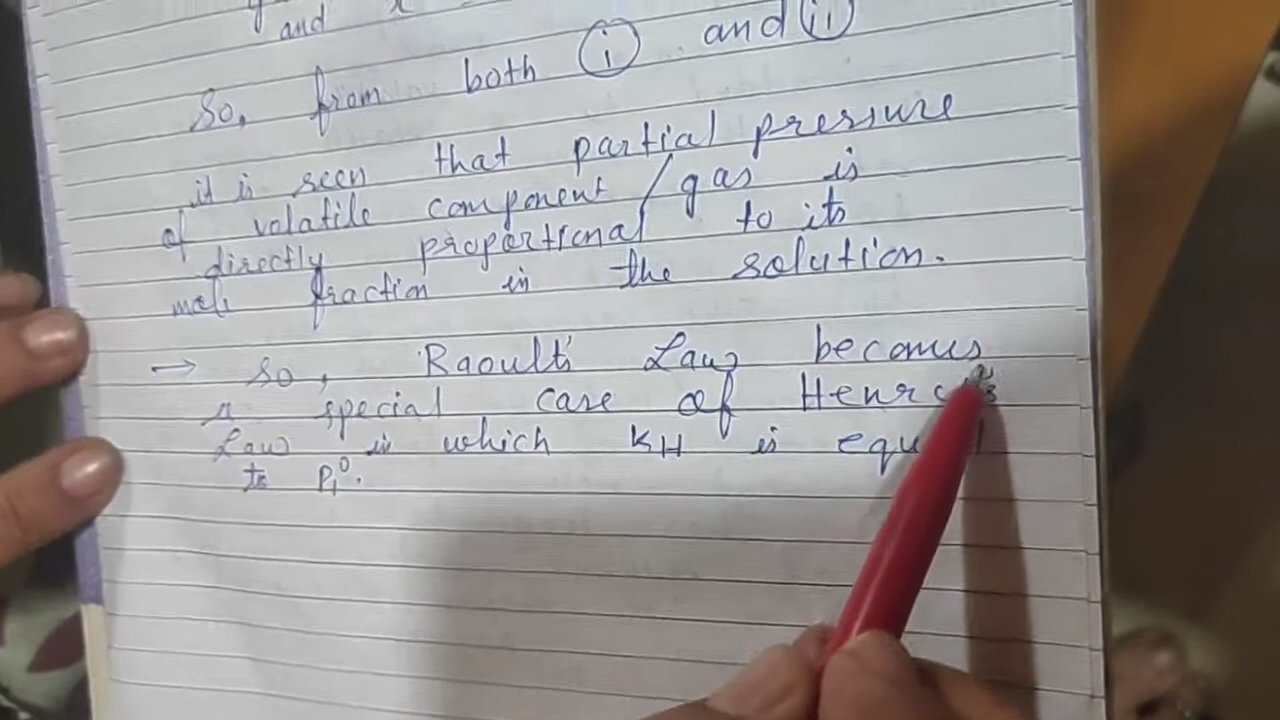 and
So, from both (i) and (ii)
it is seen that partial pressure
of volatile component / gas is
directly proportional to its
mole fraction in the solution.
→ so, Raoult's Law becomes
a special case of Henry's
Law in which KH is equal
to P₁⁰.